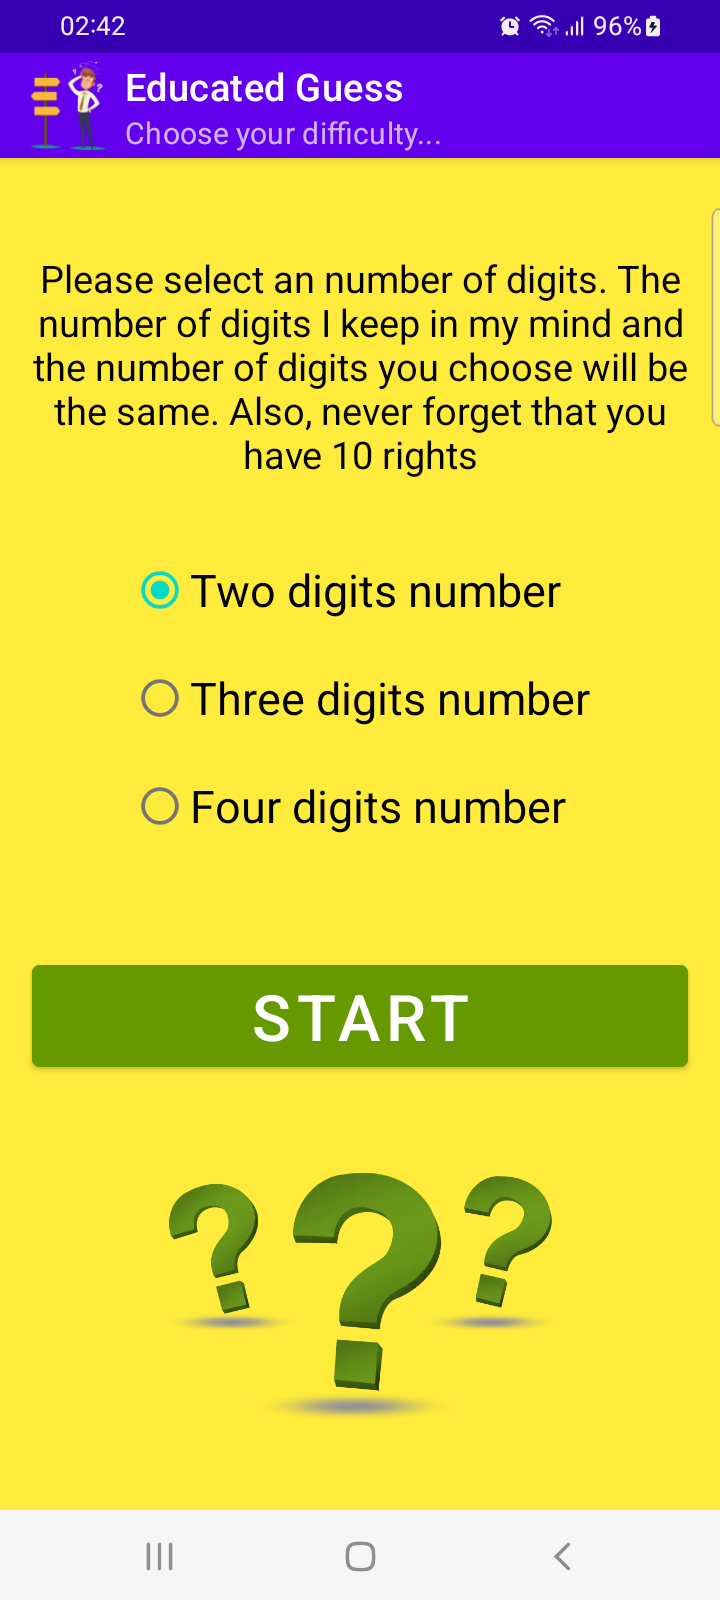 02:42
96%
Educated Guess
Choose your difficulty...
Please select an number of digits. The
number of digits I keep in my mind and
the number of digits you choose will be
the same. Also, never forget that you
have 10 rights
Two digits number
Three digits number
Four digits number
START
???